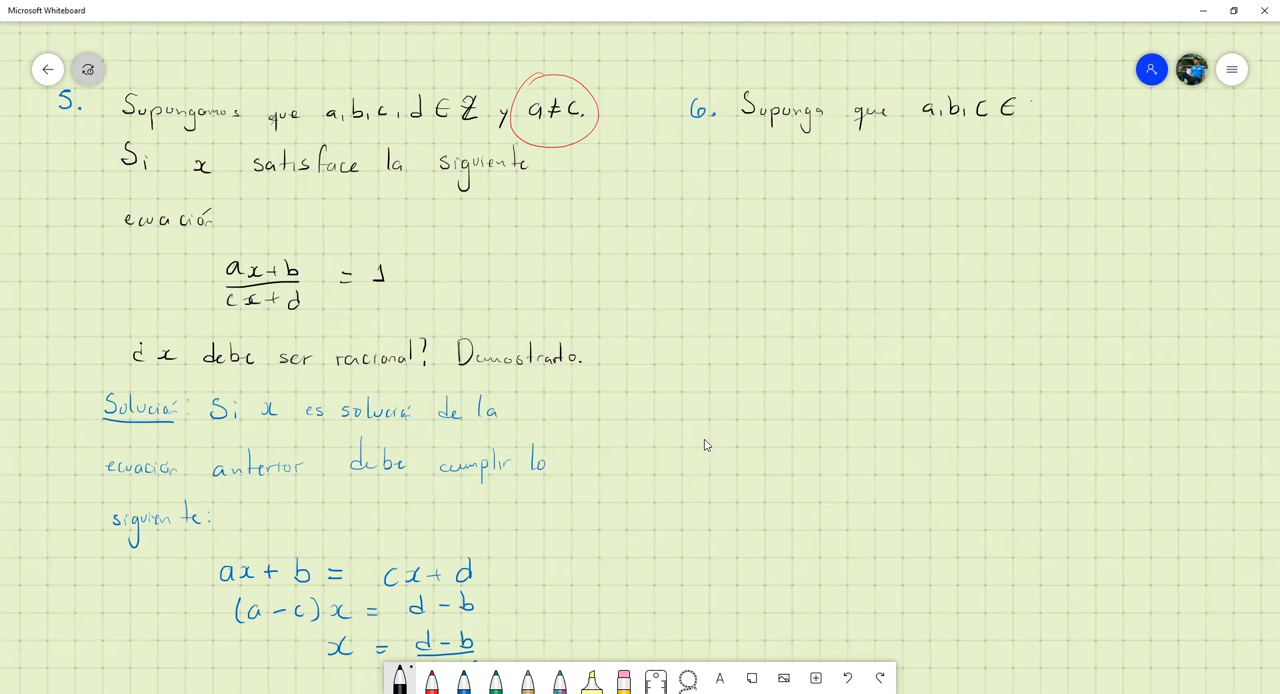 Microsoft Whiteboard
5. Supongamos que a, b, c, d ∈ ℤ y a ≠ c.
Si x satisface la siguiente
ecuación
ax+b
cx+d
= 1
¿ x debe ser racional? Demostrarlo.
Solución: Si x es solución de la
ecuación anterior debe cumplir lo
siguiente:
ax + b = cx + d
(a - c) x = d - b
x = d - b
6. Suponga que a, b, c ∈
A